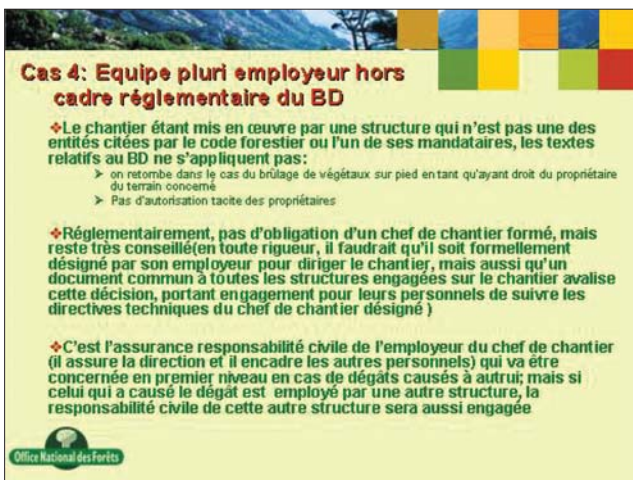 Cas 4: Equipe pluri employeur hors
cadre réglementaire du BD
❖Le chantier étant mis en œuvre par une structure qui n'est pas une des
entités citées par le code forestier ou l'un de ses mandataires, les textes
relatifs au BD ne s'appliquent pas:
➢ on retombe dans le cas du brûlage de végétaux sur pied en tant qu'ayant droit du propriétaire
du terrain concerné
➢ Pas d'autorisation tacite des propriétaires
❖Réglementairement, pas d'obligation d'un chef de chantier formé, mais
reste très conseillé(en toute rigueur, il faudrait qu'il soit formellement
désigné par son employeur pour diriger le chantier, mais aussi qu'un
document commun à toutes les structures engagées sur le chantier avalise
cette décision, portant engagement pour leurs personnels de suivre les
directives techniques du chef de chantier désigné )
❖C'est l'assurance responsabilité civile de l'employeur du chef de chantier
(il assure la direction et il encadre les autres personnels) qui va être
concernée en premier niveau en cas de dégâts causés à autrui; mais si
celui qui a causé le dégât est employé par une autre structure, la
responsabilité civile de cette autre structure sera aussi engagée
Office National des Forêts